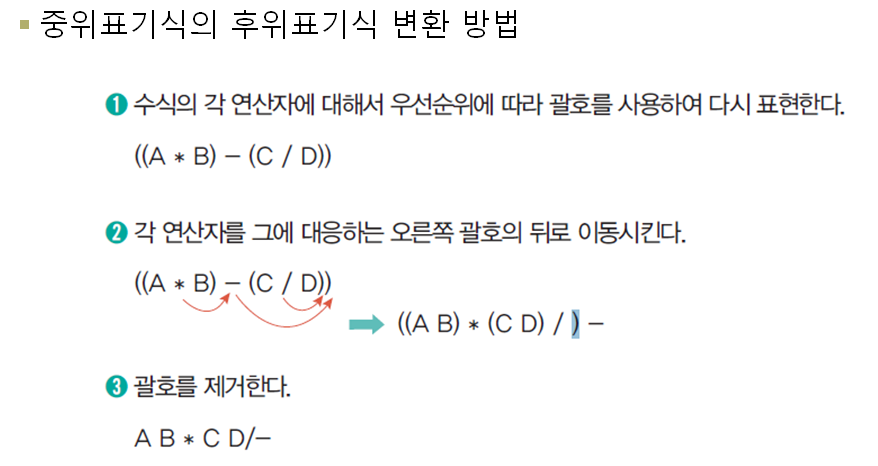 중위표기식의 후위표기식 변환 방법
❶ 수식의 각 연산자에 대해서 우선순위에 따라 괄호를 사용하여 다시 표현한다.
((A * B) – (C / D))
❷ 각 연산자를 그에 대응하는 오른쪽 괄호의 뒤로 이동시킨다.
((A * B) – (C / D))
((A B) * (C D) / ) –
❸ 괄호를 제거한다.
A B * C D/–